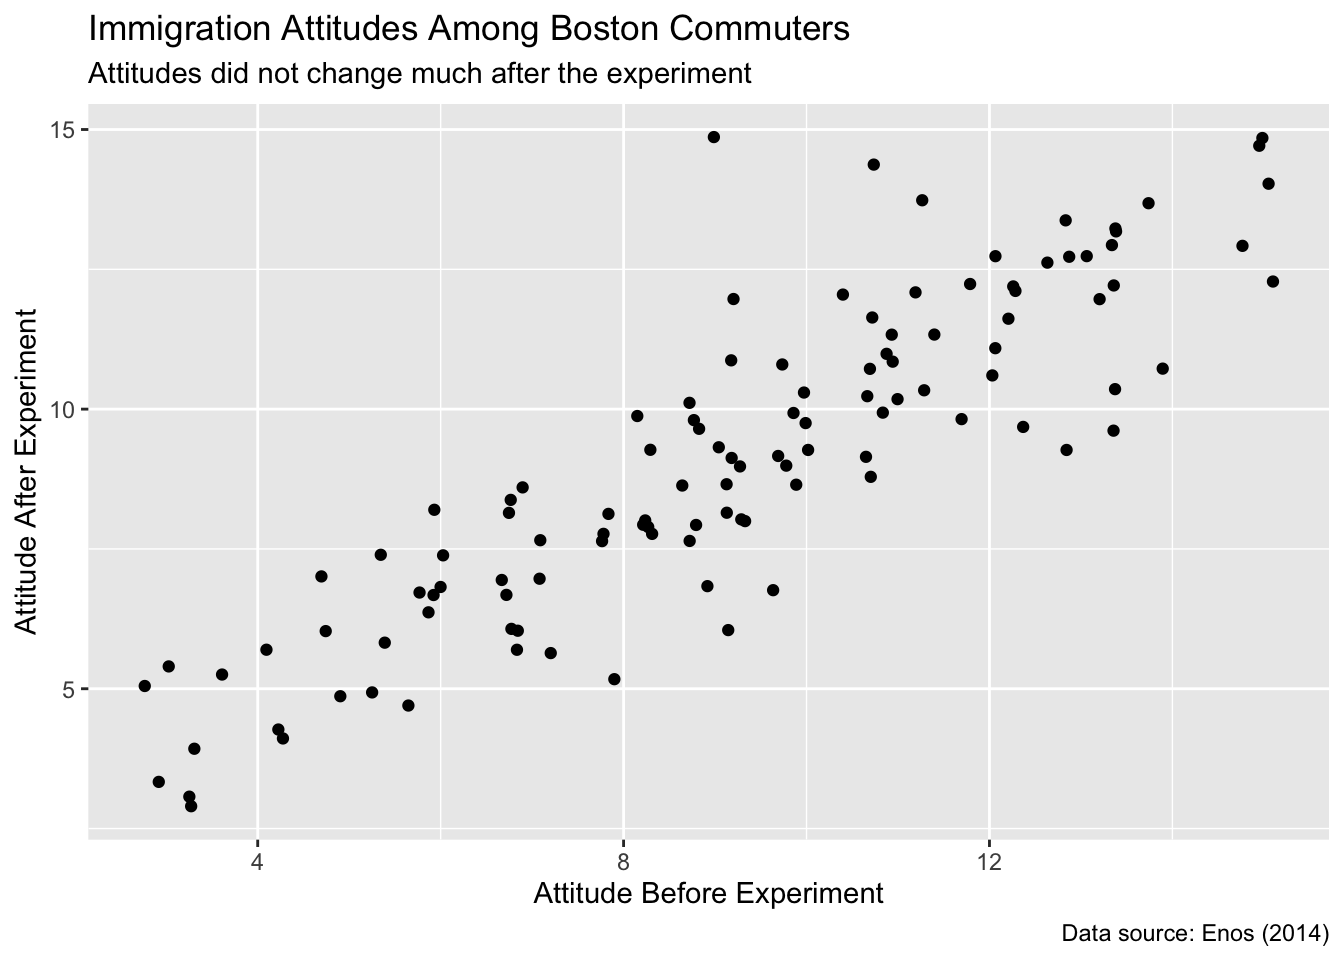 Immigration Attitudes Among Boston Commuters
Attitudes did not change much after the experiment
15
10
5
Attitude After Experiment
4 8 12
Attitude Before Experiment
Data source: Enos (2014)